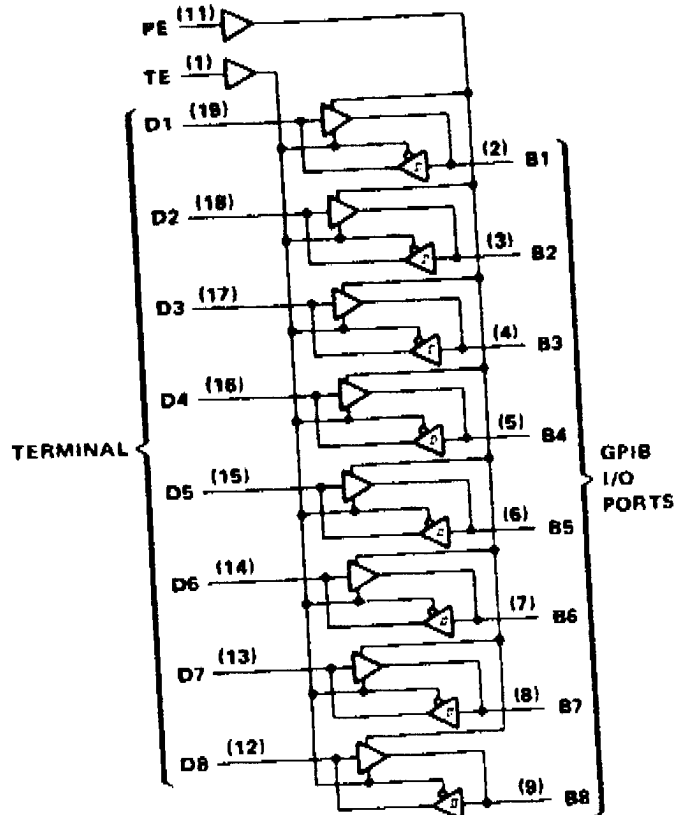 PE (11)
TE (1)
D1 (19)
(2) B1
D2 (18)
(3) B2
D3 (17)
(4) B3
D4 (16)
(5) B4
TERMINAL
GPIB
I/O
PORTS
D5 (15)
(6) B5
D6 (14)
(7) B6
D7 (13)
(8) B7
D8 (12)
(9) B8